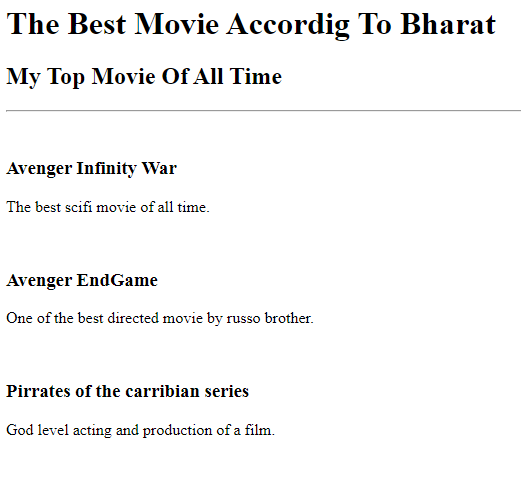 The Best Movie Accordig To Bharat
My Top Movie Of All Time
Avenger Infinity War
The best scifi movie of all time.
Avenger EndGame
One of the best directed movie by russo brother.
Pirrates of the carribian series
God level acting and production of a film.